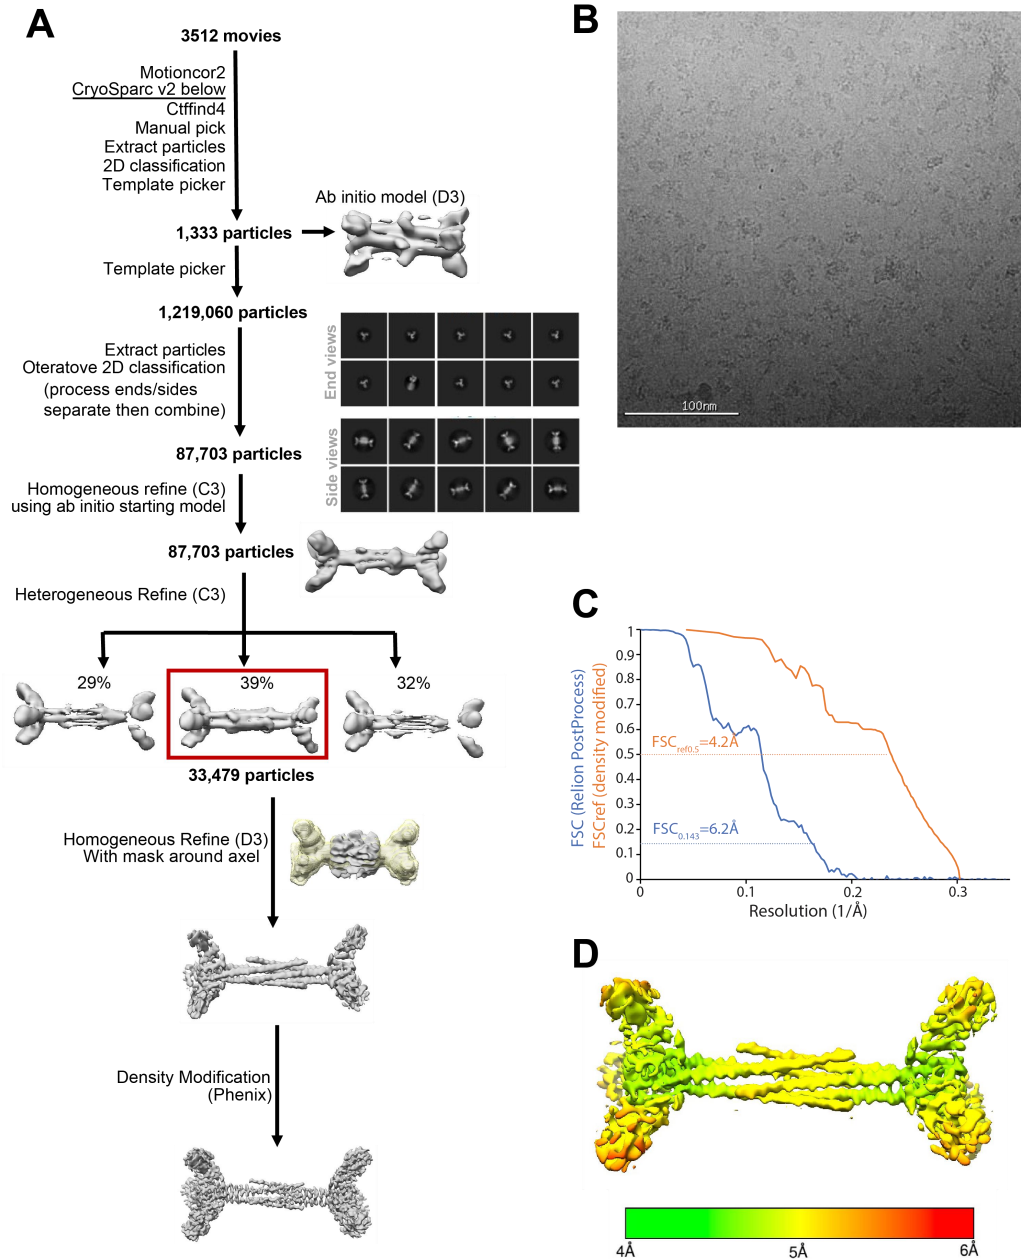 A
3512 movies
Motioncor2
CryoSparc v2 below
Ctffind4
Manual pick
Extract particles
2D classification
Template picker
Ab initio model (D3)
1,333 particles
Template picker
1,219,060 particles
Extract particles
Oteratove 2D classification
(process ends/sides
separate then combine)
End views
Side views
87,703 particles
Homogeneous refine (C3)
using ab initio starting model
87,703 particles
Heterogeneous Refine (C3)
29%
39%
32%
33,479 particles
Homogeneous Refine (D3)
With mask around axel
Density Modification
(Phenix)
B
100nm
C
FSC (Relion PostProcess)
FSCref (density modified)
1
0.9
0.8
0.7
0.6
0.5
0.4
0.3
0.2
0.1
0
FSCref0.5=4.2Å
FSC0.143=6.2Å
0
0.1
0.2
0.3
Resolution (1/Å)
D
4Å
5Å
6Å